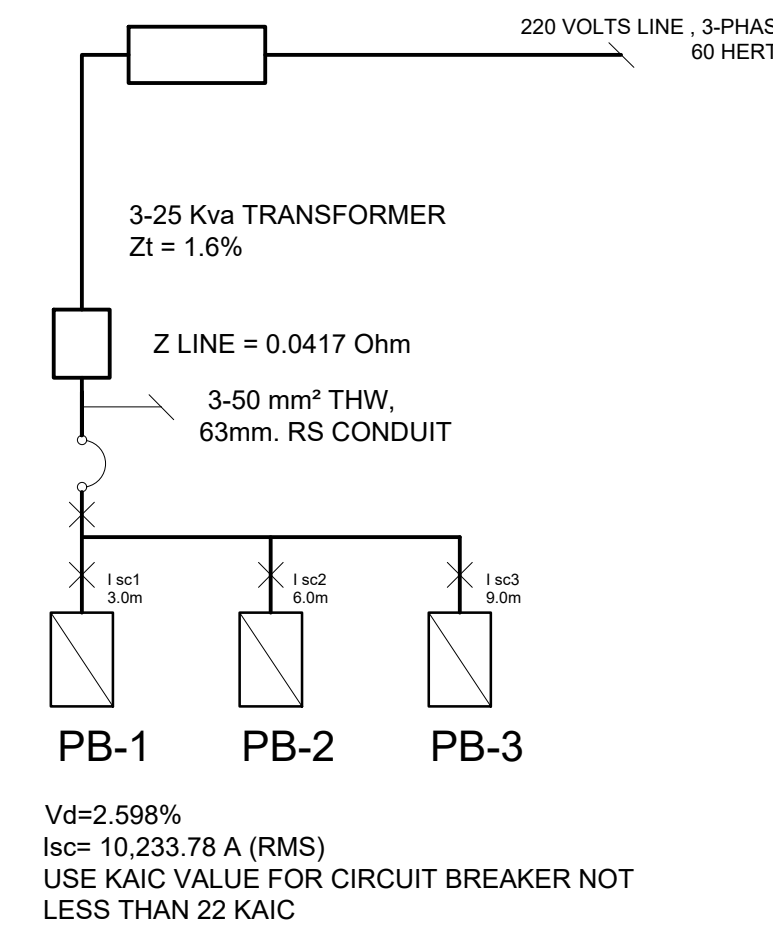 220 VOLTS LINE , 3-PHAS
60 HERT
3-25 Kva TRANSFORMER
Zt = 1.6%
Z LINE = 0.0417 Ohm
3-50 mm² THW,
63mm. RS CONDUIT
I sc1
3.0m
I sc2
6.0m
I sc3
9.0m
PB-1
PB-2
PB-3
Vd=2.598%
Isc= 10,233.78 A (RMS)
USE KAIC VALUE FOR CIRCUIT BREAKER NOT
LESS THAN 22 KAIC